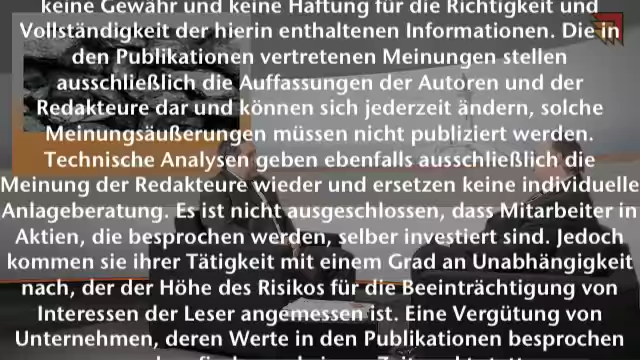 keine Gewähr und keine Haftung für die Richtigkeit und
Vollständigkeit der hierin enthaltenen Informationen. Die in
den Publikationen vertretenen Meinungen stellen
ausschließlich die Auffassungen der Autoren und der
Redakteure dar und können sich jederzeit ändern, solche
Meinungsäußerungen müssen nicht publiziert werden.
Technische Analysen geben ebenfalls ausschließlich die
Meinung der Redakteure wieder und ersetzen keine individuelle
Anlageberatung. Es ist nicht ausgeschlossen, dass Mitarbeiter in
Aktien, die besprochen werden, selber investiert sind. Jedoch
kommen sie ihrer Tätigkeit mit einem Grad an Unabhängigkeit
nach, der der Höhe des Risikos für die Beeinträchtigung von
Interessen der Leser angemessen ist. Eine Vergütung von
Unternehmen, deren Werte in den Publikationen besprochen